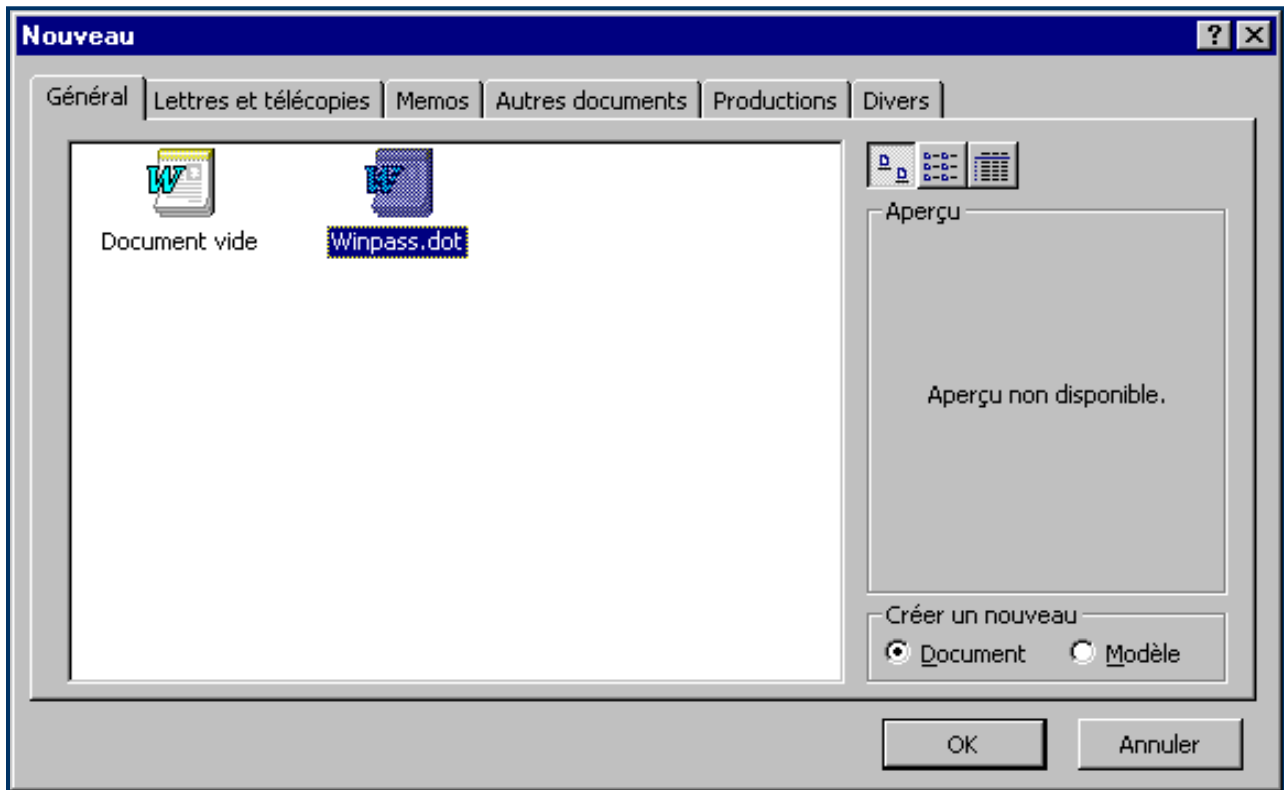 Nouveau
Général Lettres et télécopies Memos Autres documents Productions Divers
Document vide Winpass.dot
Aperçu
Aperçu non disponible.
Créer un nouveau
Document Modèle
OK Annuler